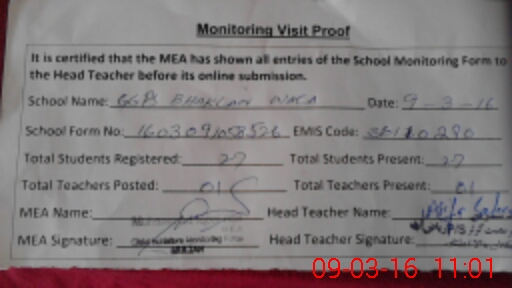 Monitoring Visit Proof
It is certified that the MEA has shown all entries of the School Monitoring Form to
the Head Teacher before its online submission.
School Name: GGPS Date: 9-3-16
School Form No: EMIS Code:
Total Students Registered: 27 Total Students Present: 27
Total Teachers Posted: 01 Total Teachers Present: 01
MEA Name: Head Teacher Name:
MEA Signature: Head Teacher Signature:
09-03-16 11:01